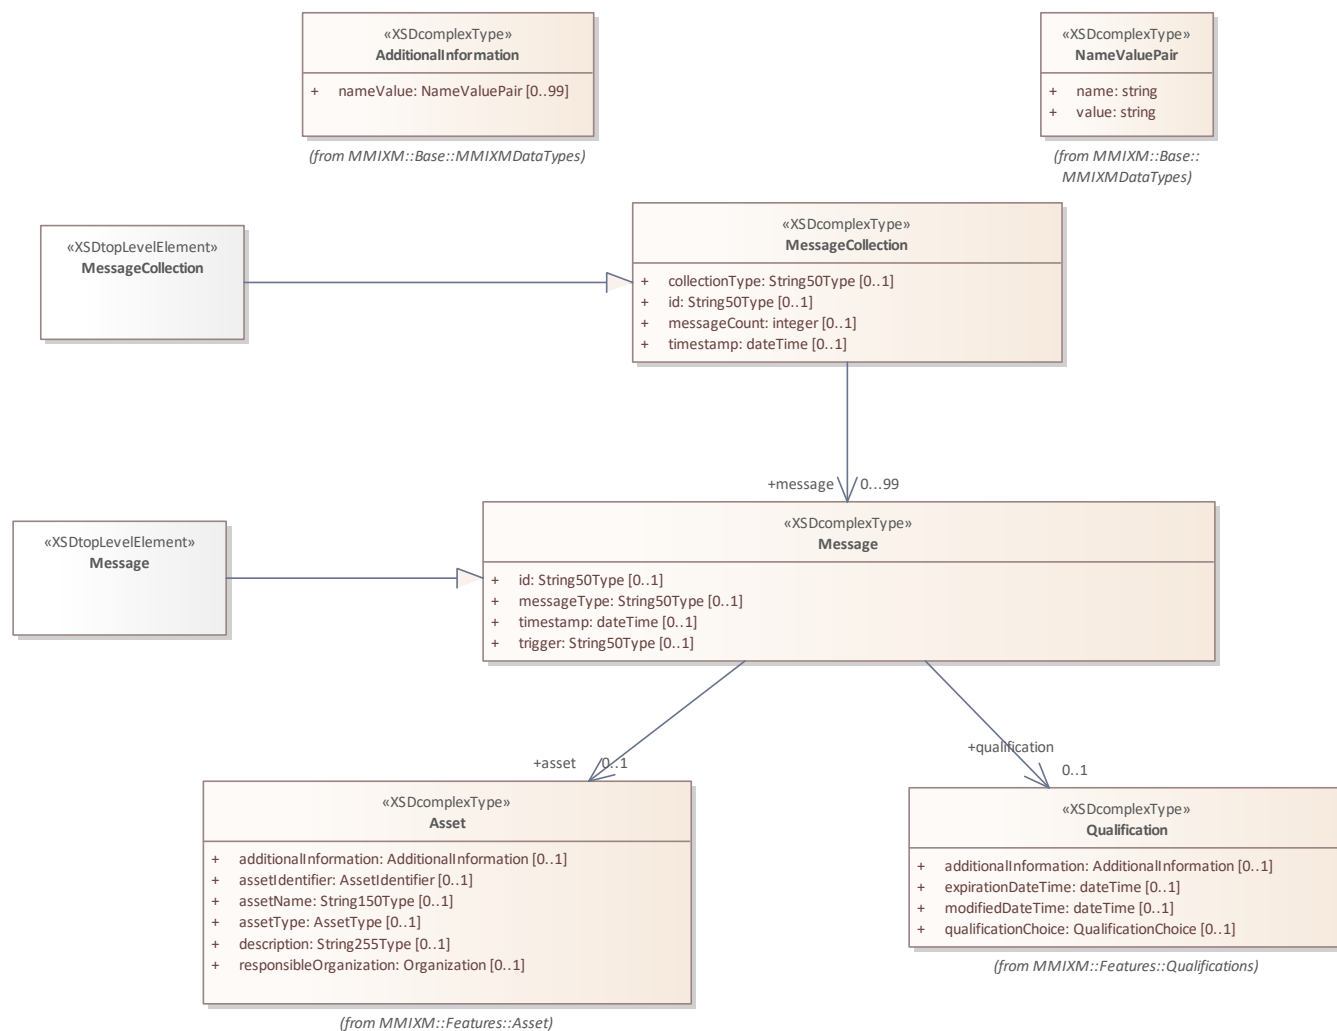 «XSDcomplexType»
AdditionalInformation
+ nameValue: NameValuePair [0..99]
(from MMIXM::Base::MMIXMDataTypes)
«XSDcomplexType»
NameValuePair
+ name: string
+ value: string
(from MMIXM::Base::
MMIXMDataTypes)
«XSDtopLevelElement»
MessageCollection
«XSDcomplexType»
MessageCollection
+ collectionType: String50Type [0..1]
+ id: String50Type [0..1]
+ messageCount: integer [0..1]
+ timestamp: dateTime [0..1]
+message 0...99
«XSDtopLevelElement»
Message
«XSDcomplexType»
Message
+ id: String50Type [0..1]
+ messageType: String50Type [0..1]
+ timestamp: dateTime [0..1]
+ trigger: String50Type [0..1]
+asset 0..1
+qualification
0..1
«XSDcomplexType»
Asset
+ additionalInformation: AdditionalInformation [0..1]
+ assetIdentifier: AssetIdentifier [0..1]
+ assetName: String150Type [0..1]
+ assetType: AssetType [0..1]
+ description: String255Type [0..1]
+ responsibleOrganization: Organization [0..1]
(from MMIXM::Features::Asset)
«XSDcomplexType»
Qualification
+ additionalInformation: AdditionalInformation [0..1]
+ expirationDateTime: dateTime [0..1]
+ modifiedDateTime: dateTime [0..1]
+ qualificationChoice: QualificationChoice [0..1]
(from MMIXM::Features::Qualifications)